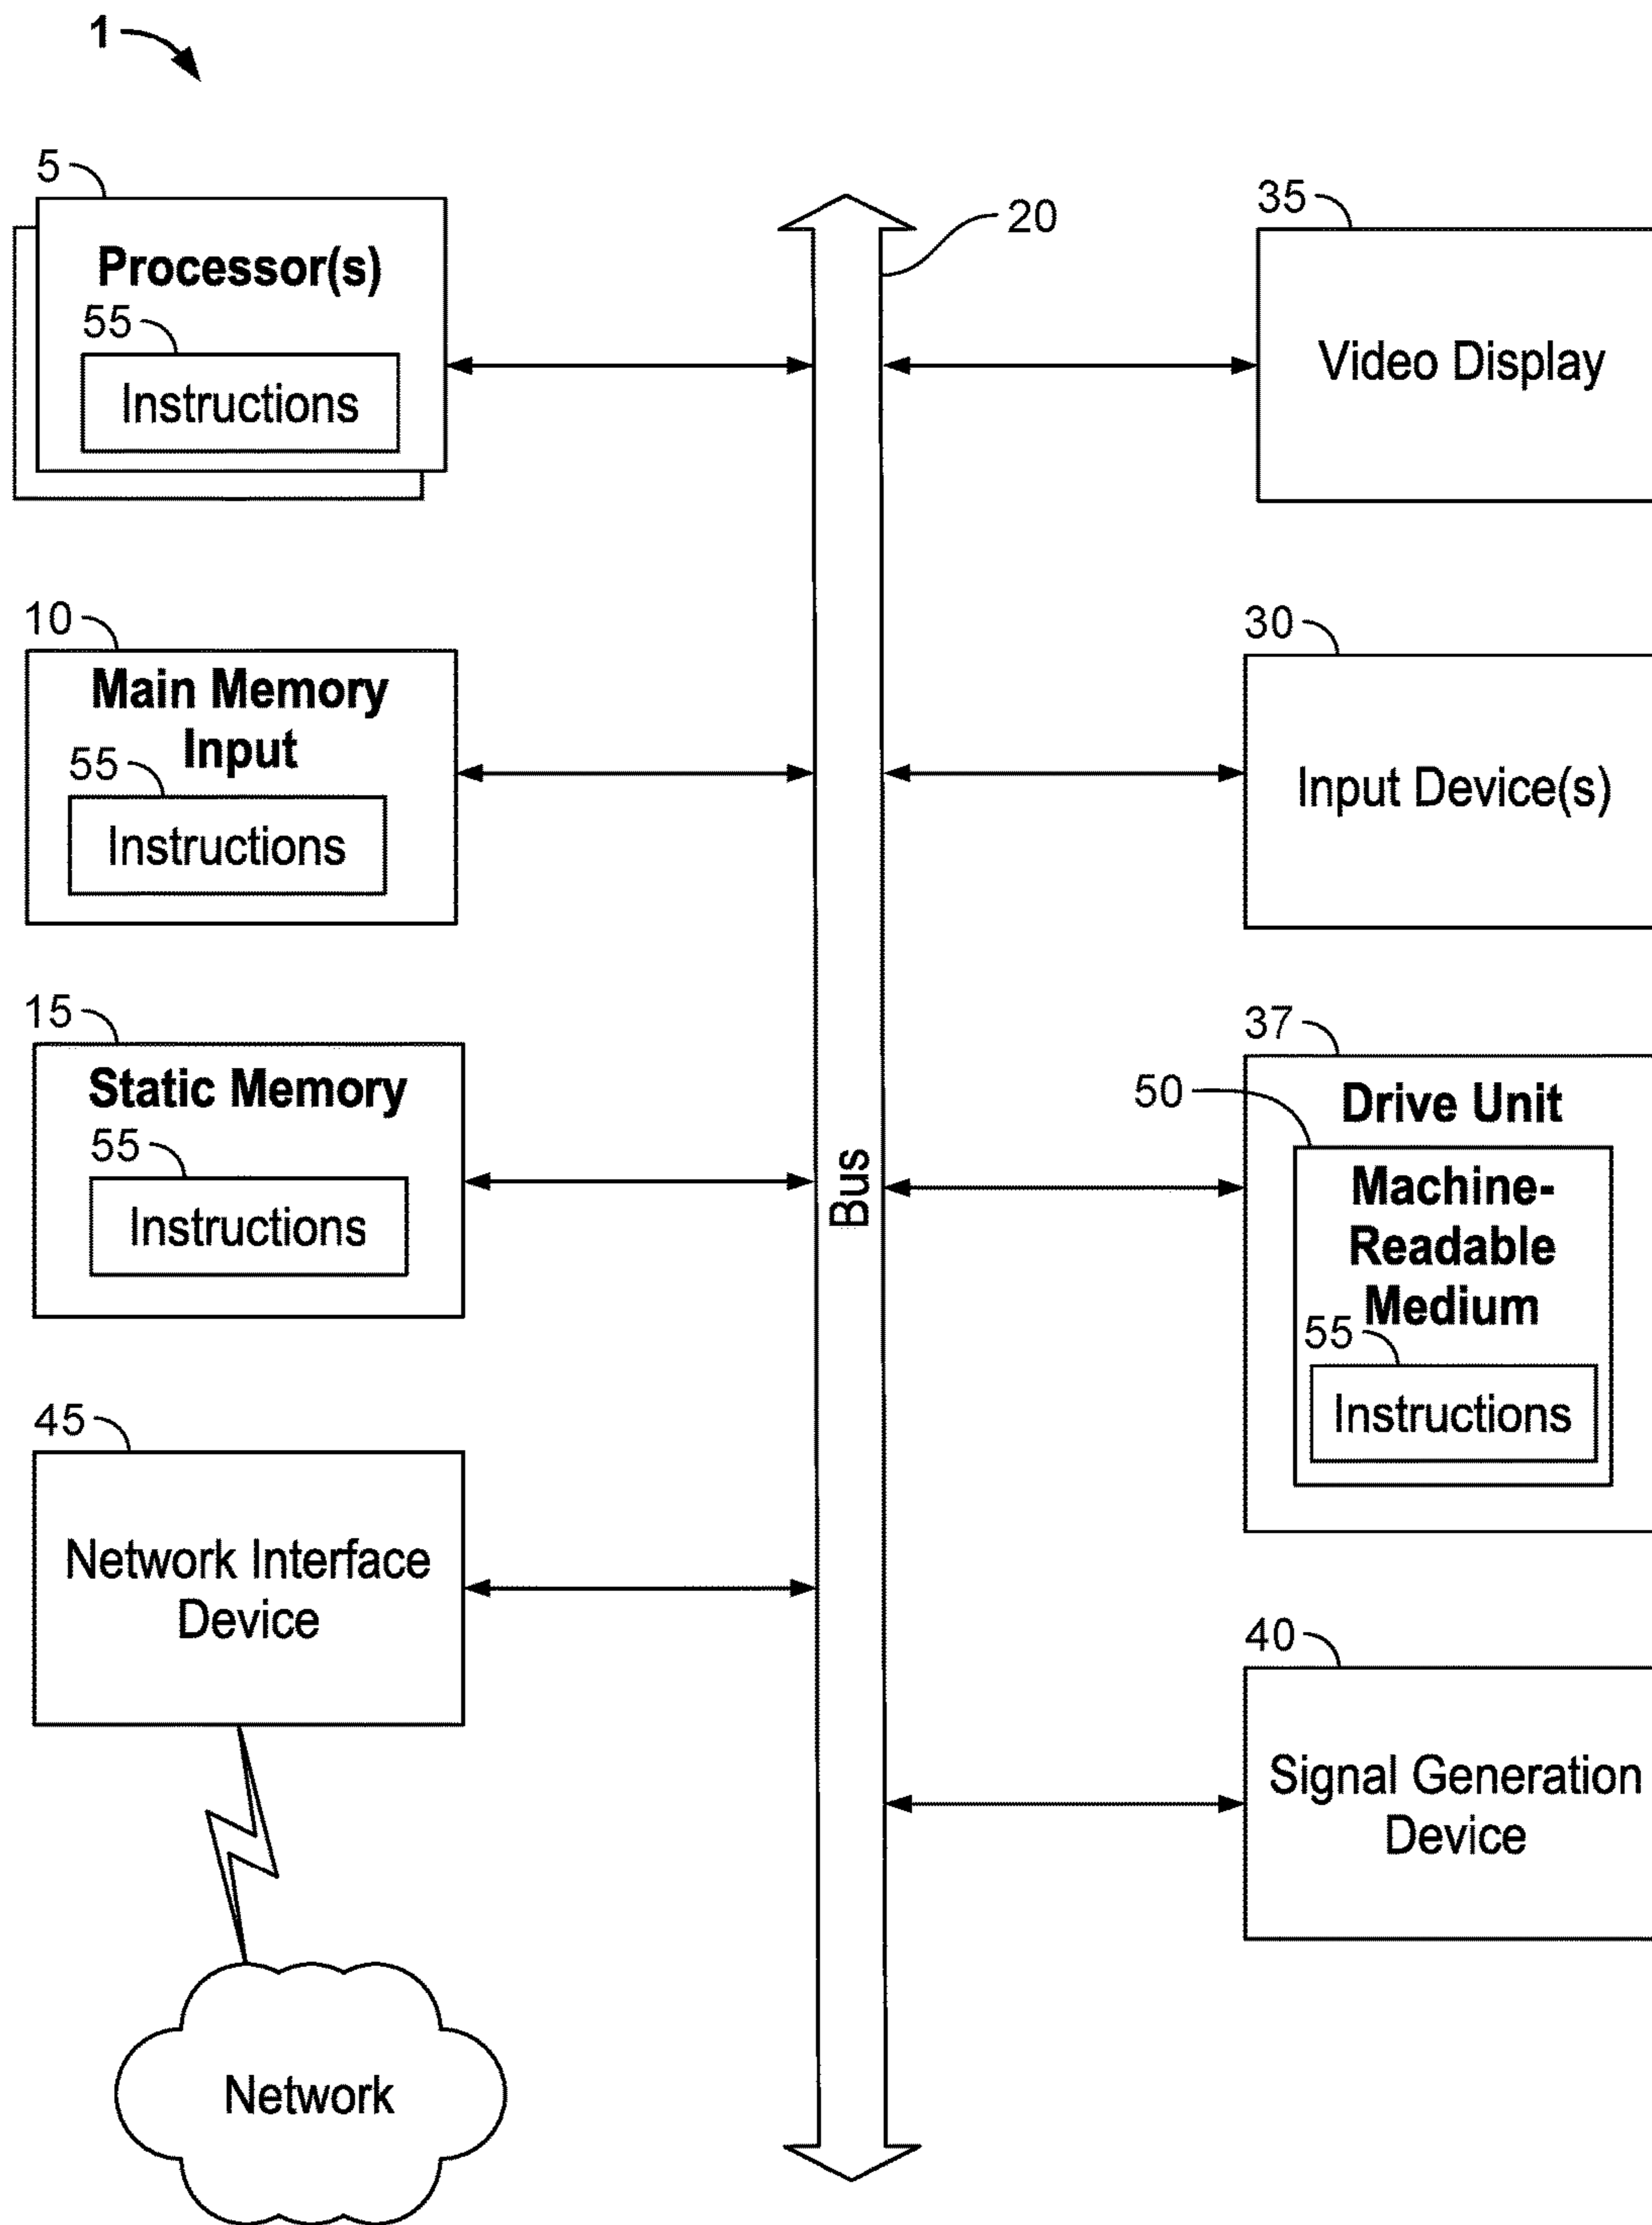 1
5
Processor(s)
55
Instructions
10
Main Memory
Input
55
Instructions
15
Static Memory
55
Instructions
45
Network Interface
Device
Network
20
Bus
35
Video Display
30
Input Device(s)
37
Drive Unit
50
Machine-
Readable
Medium
55
Instructions
40
Signal Generation
Device